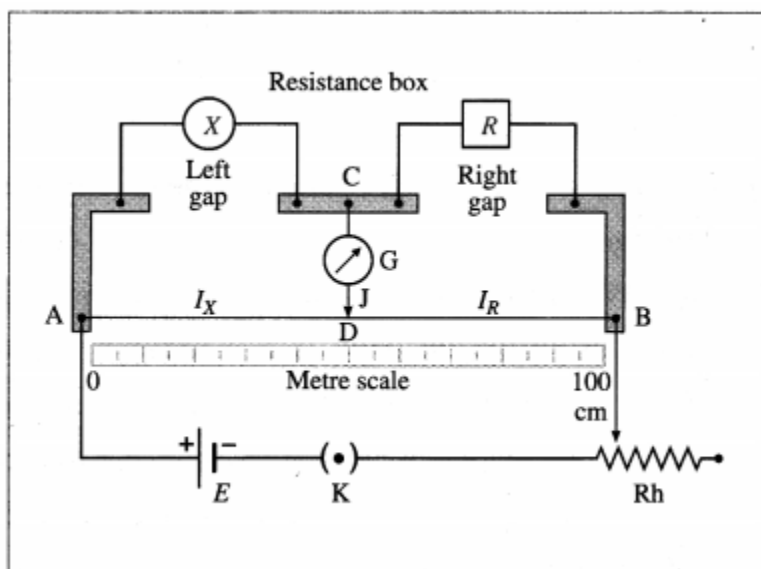 Resistance box
X
R
Left gap
C
Right gap
G
J
A
I_X
I_R
B
D
0
Metre scale
100 cm
+
−
( • )
E
K
Rh